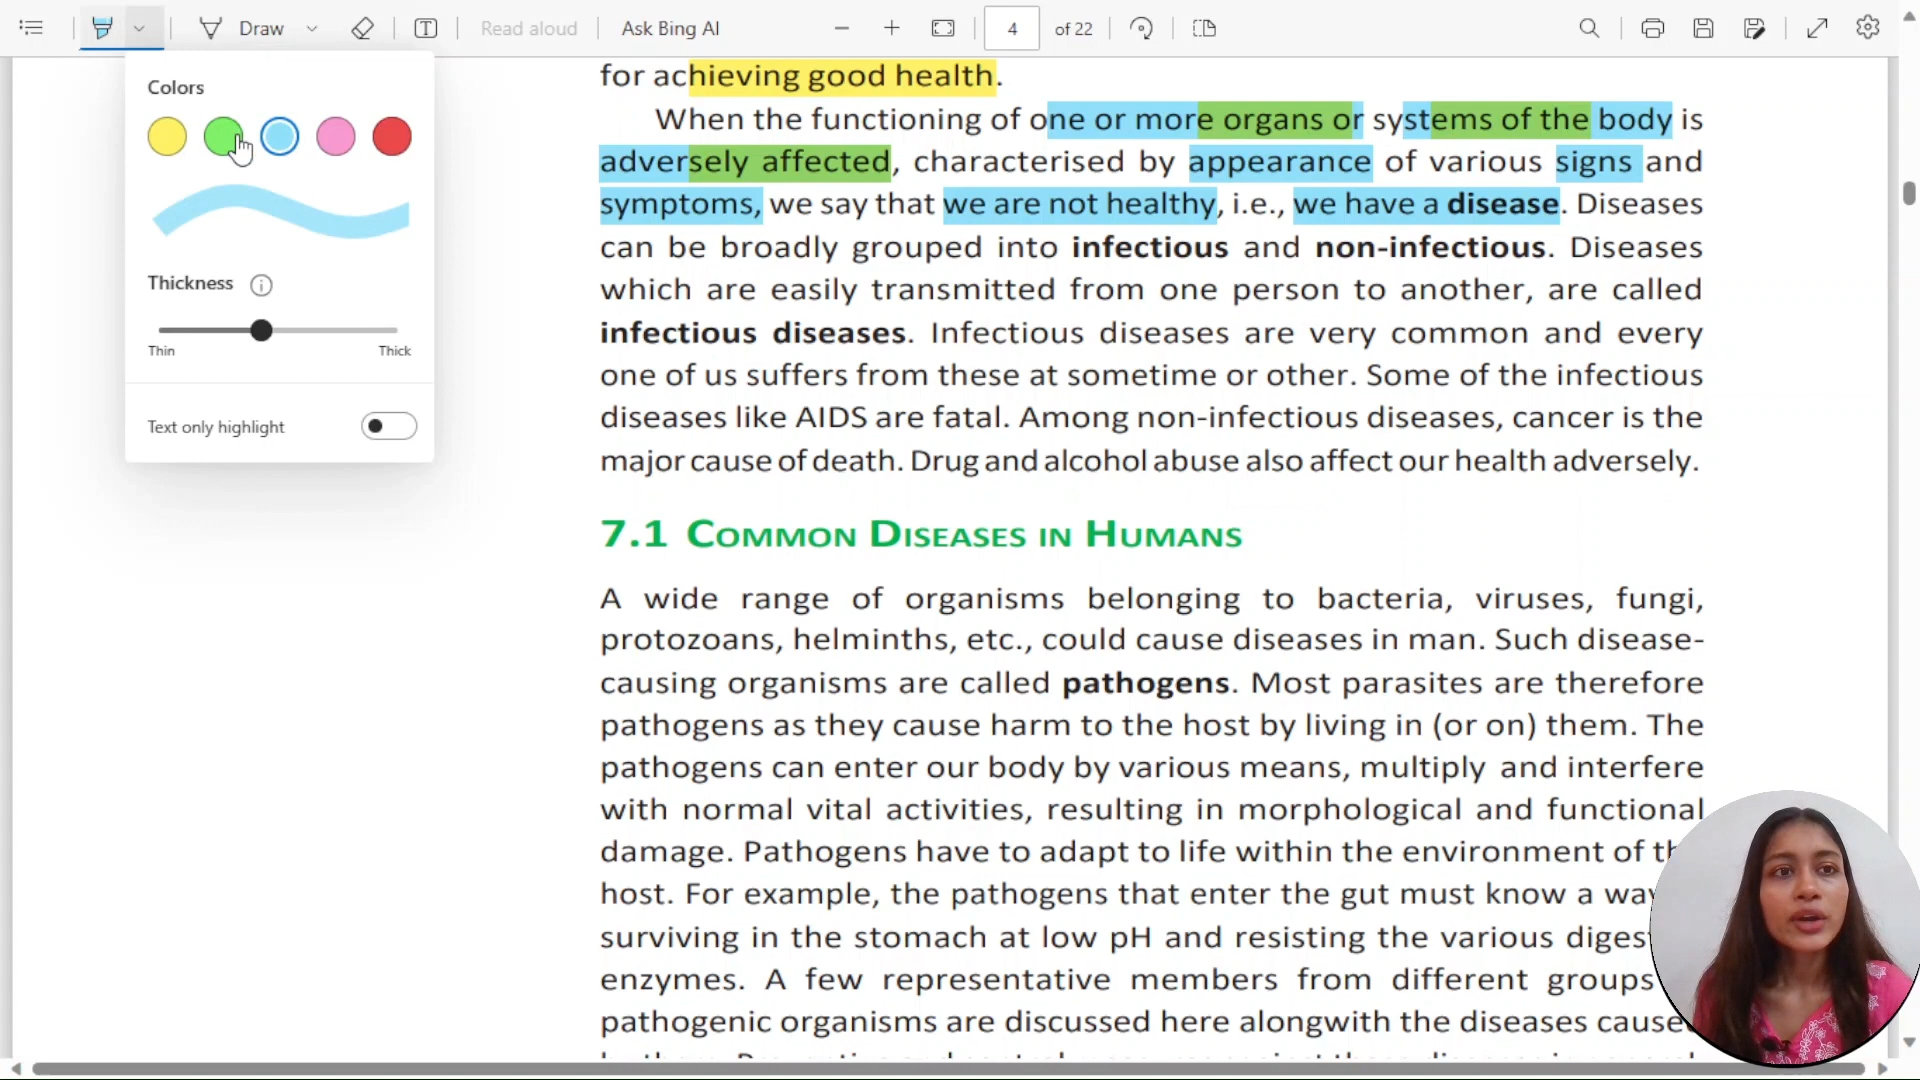 Draw
Read aloud
Ask Bing AI
4 of 22
Colors
Thickness
Thin Thick
Text only highlight
for achieving good health.
When the functioning of one or more organs or systems of the body is
adversely affected, characterised by appearance of various signs and
symptoms, we say that we are not healthy, i.e., we have a disease. Diseases
can be broadly grouped into infectious and non-infectious. Diseases
which are easily transmitted from one person to another, are called
infectious diseases. Infectious diseases are very common and every
one of us suffers from these at sometime or other. Some of the infectious
diseases like AIDS are fatal. Among non-infectious diseases, cancer is the
major cause of death. Drug and alcohol abuse also affect our health adversely.
7.1 COMMON DISEASES IN HUMANS
A wide range of organisms belonging to bacteria, viruses, fungi,
protozoans, helminths, etc., could cause diseases in man. Such disease-
causing organisms are called pathogens. Most parasites are therefore
pathogens as they cause harm to the host by living in (or on) them. The
pathogens can enter our body by various means, multiply and interfere
with normal vital activities, resulting in morphological and functional
damage. Pathogens have to adapt to life within the environment of
host. For example, the pathogens that enter the gut must know a way
surviving in the stomach at low pH and resisting the various
enzymes. A few representative members from different groups
pathogenic organisms are discussed here alongwith the diseases